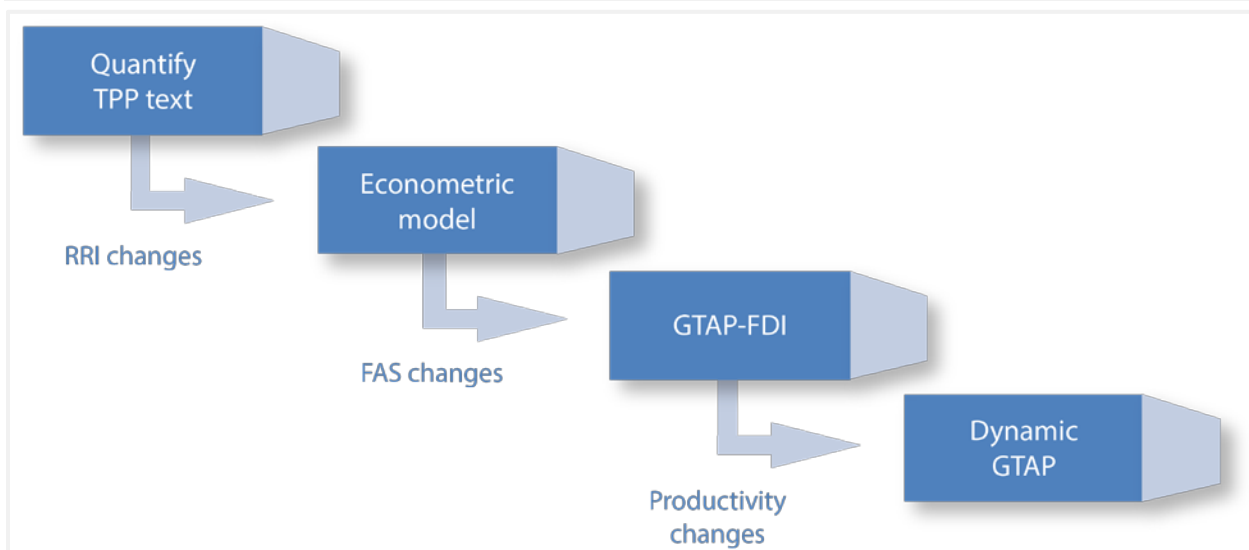 Quantify
TPP text
RRI changes
Econometric
model
FAS changes
GTAP-FDI
Productivity
changes
Dynamic
GTAP